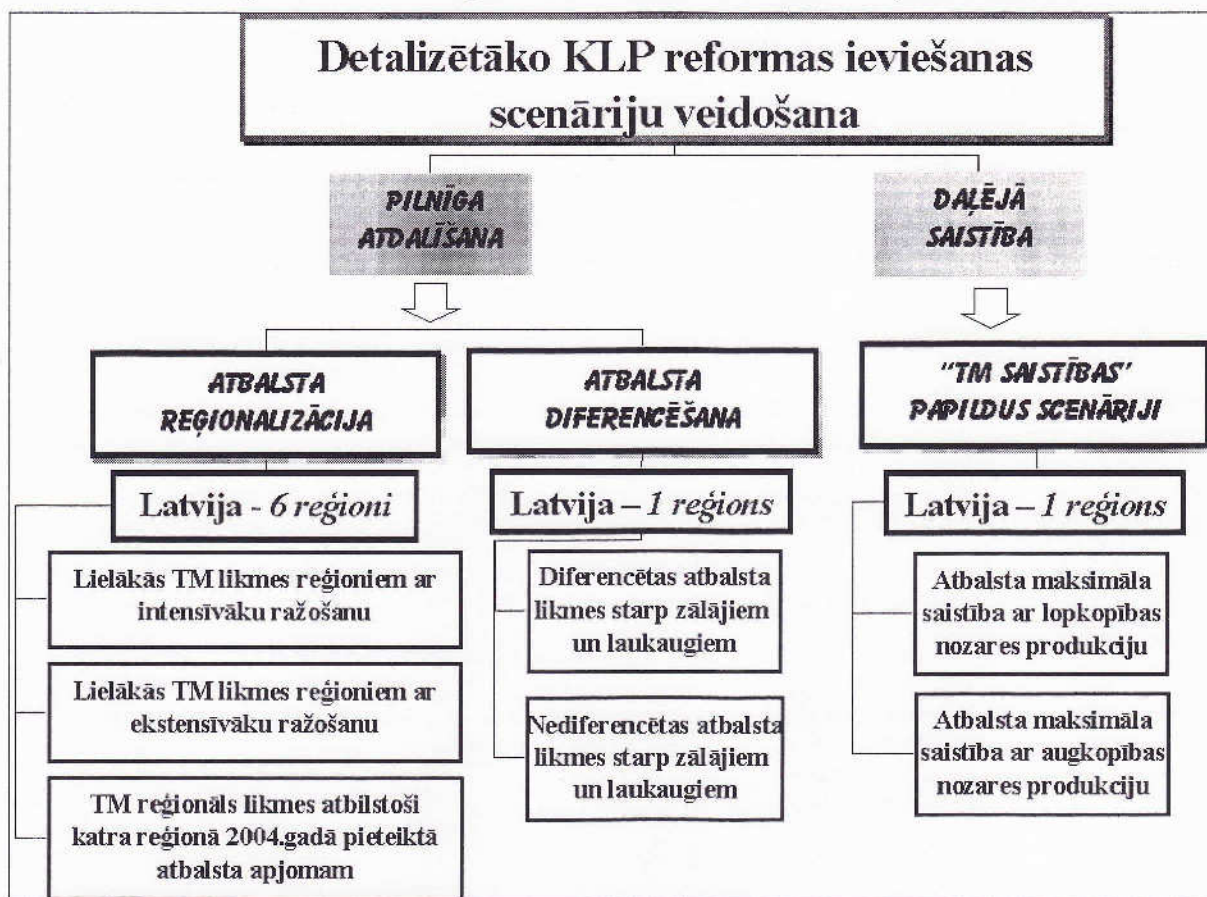 Detalizētāko KLP reformas ieviešanas
scenāriju veidošana
PILNĪGA
ATDALĪŠANA
DAĻĒJĀ
SAISTĪBA
ATBALSTA
REĢIONALIZĀCIJA
ATBALSTA
DIFERENCĒŠANA
"TM SAISTĪBAS'
PAPILDUS SCENĀRIJI
Latvija - 6 reģioni
Lielākās TM likmes reģioniem ar
intensīvāku ražošanu
Lielākās TM likmes reģioniem ar
ekstensīvāku ražošanu
TM reģionāls likmes atbilstoši
katra reģionā 2004.gadā pieteiktā
atbalsta apjomam
Latvija – 1 reģions
Diferencētas atbalsta
likmes starp zālājiem
un laukaugiem
Nediferencētas atbalsta
likmes starp zālājiem
un laukaugiem
Latvija – 1 reģions
Atbalsta maksimāla
saistība ar lopkopības
nozares produkciju
Atbalsta maksimāla
saistība ar augkopības
nozares produkciju